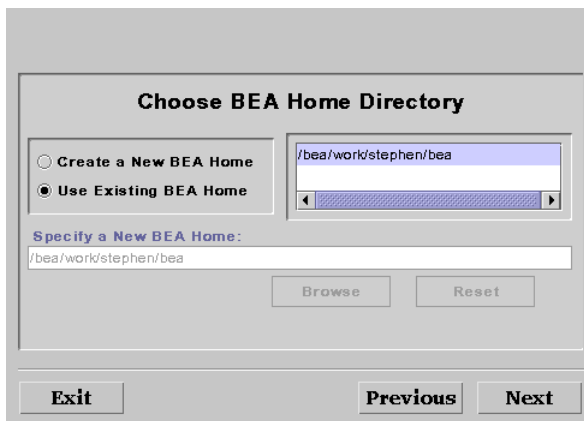 Choose BEA Home Directory
Create a New BEA Home
Use Existing BEA Home
/bea/work/stephen/bea
Specify a New BEA Home:
/bea/work/stephen/bea
Browse
Reset
Exit
Previous
Next